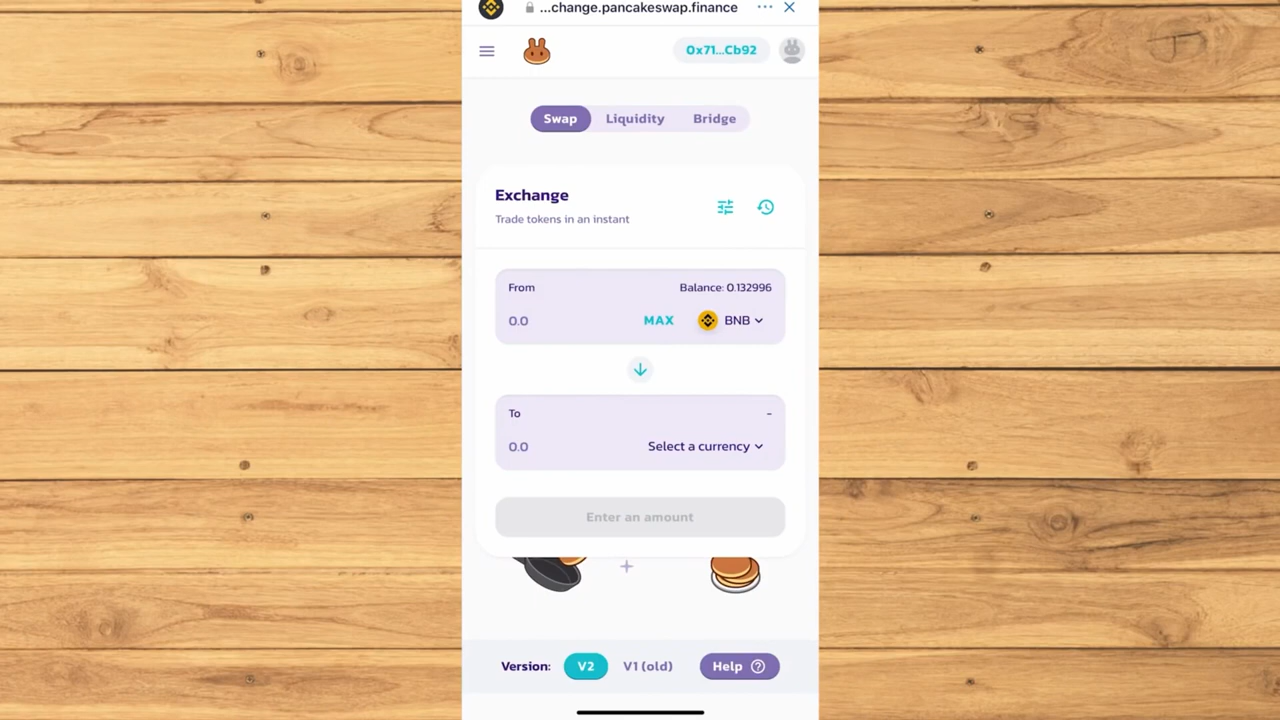 ...change.pancakeswap.finance
0x71...Cb92
Swap Liquidity Bridge
Exchange
Trade tokens in an instant
From Balance: 0.132996
0.0 MAX BNB
To -
0.0 Select a currency
Enter an amount
Version: V2 V1 (old) Help